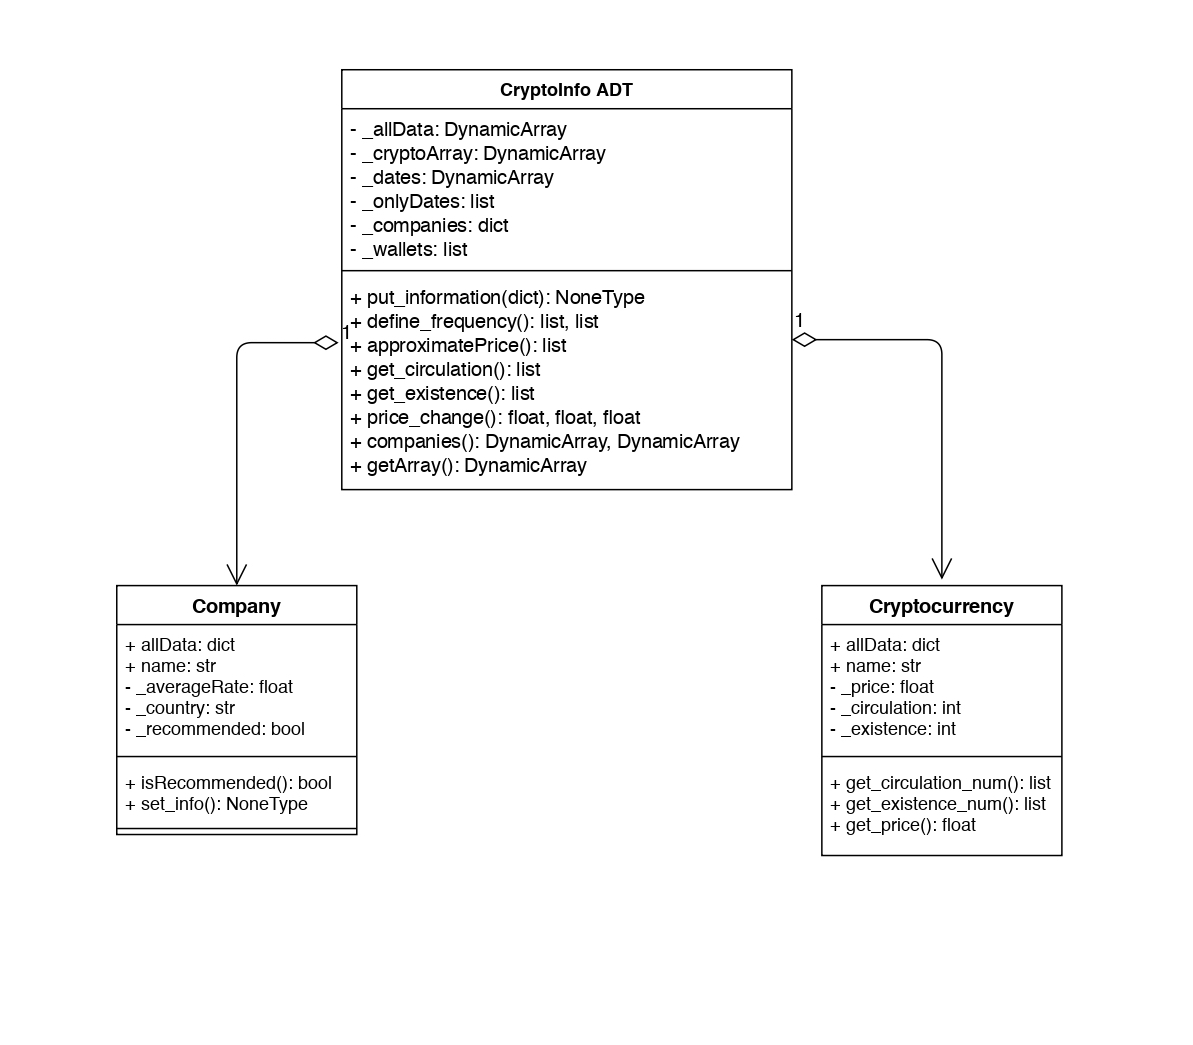 CryptoInfo ADT
- _allData: DynamicArray
- _cryptoArray: DynamicArray
- _dates: DynamicArray
- _onlyDates: list
- _companies: dict
- _wallets: list
+ put_information(dict): NoneType
+ define_frequency(): list, list
+ approximatePrice(): list
+ get_circulation(): list
+ get_existence(): list
+ price_change(): float, float, float
+ companies(): DynamicArray, DynamicArray
+ getArray(): DynamicArray
1
1
Company
+ allData: dict
+ name: str
- _averageRate: float
- _country: str
- _recommended: bool
+ isRecommended(): bool
+ set_info(): NoneType
Cryptocurrency
+ allData: dict
+ name: str
- _price: float
- _circulation: int
- _existence: int
+ get_circulation_num(): list
+ get_existence_num(): list
+ get_price(): float